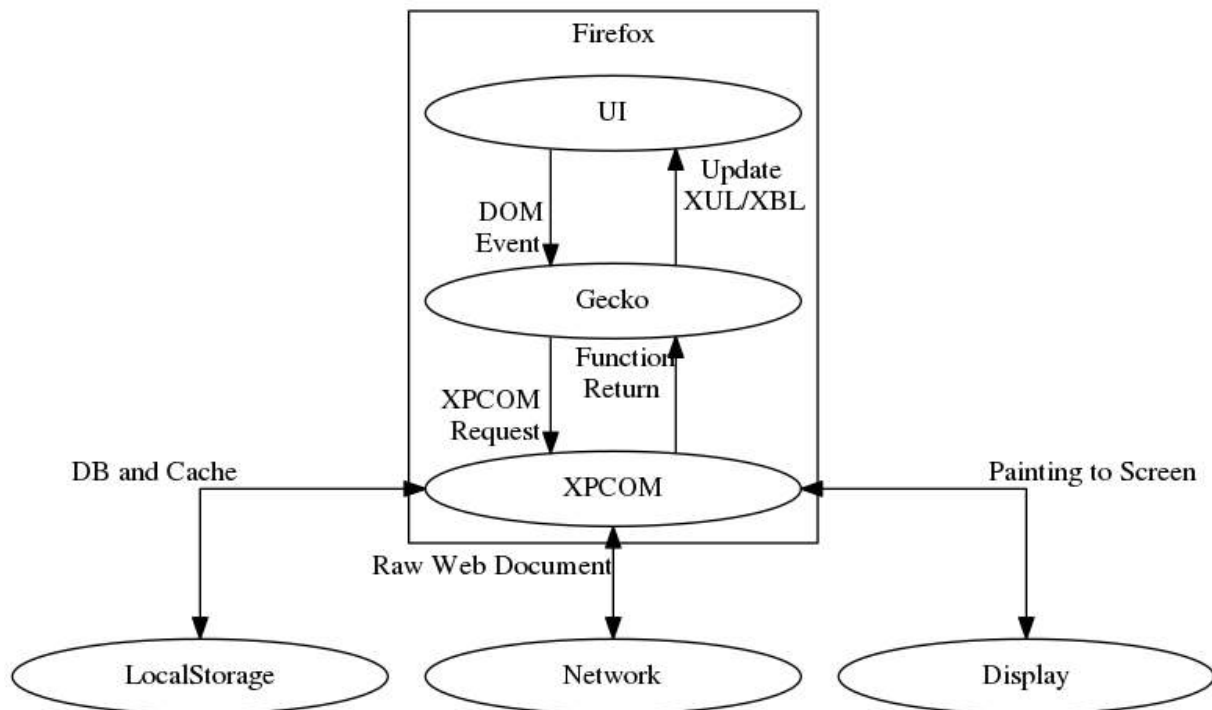 Firefox
UI
Update
XUL/XBL
DOM
Event
Gecko
Function
Return
XPCOM
Request
DB and Cache
XPCOM
Painting to Screen
Raw Web Document
LocalStorage
Network
Display